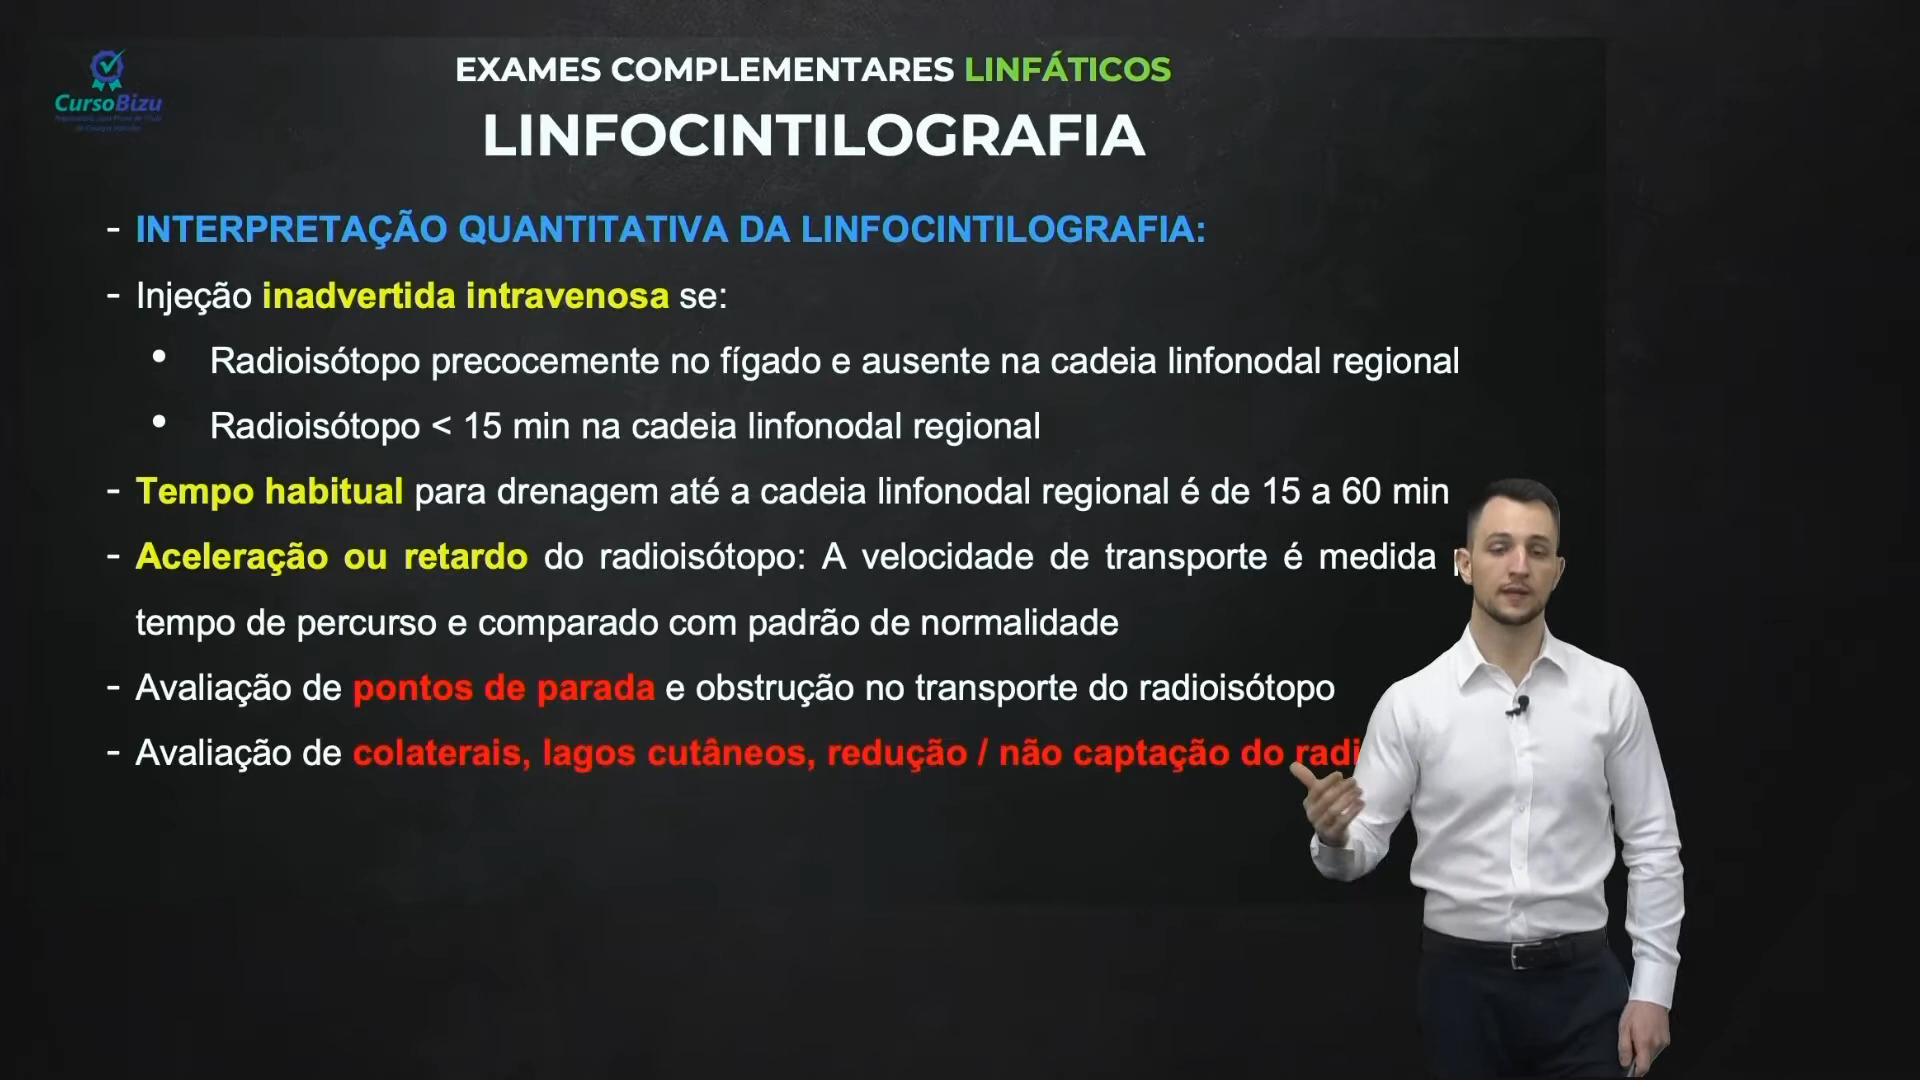 CursoBizu
EXAMES COMPLEMENTARES LINFÁTICOS
LINFOCINTILOGRAFIA
- INTERPRETAÇÃO QUANTITATIVA DA LINFOCINTILOGRAFIA:
- Injeção inadvertida intravenosa se:
• Radioisótopo precocemente no fígado e ausente na cadeia linfonodal regional
• Radioisótopo < 15 min na cadeia linfonodal regional
- Tempo habitual para drenagem até a cadeia linfonodal regional é de 15 a 60 min
- Aceleração ou retardo do radioisótopo: A velocidade de transporte é medida
tempo de percurso e comparado com padrão de normalidade
- Avaliação de pontos de parada e obstrução no transporte do radioisótopo
- Avaliação de colaterais, lagos cutâneos, redução / não captação do radi